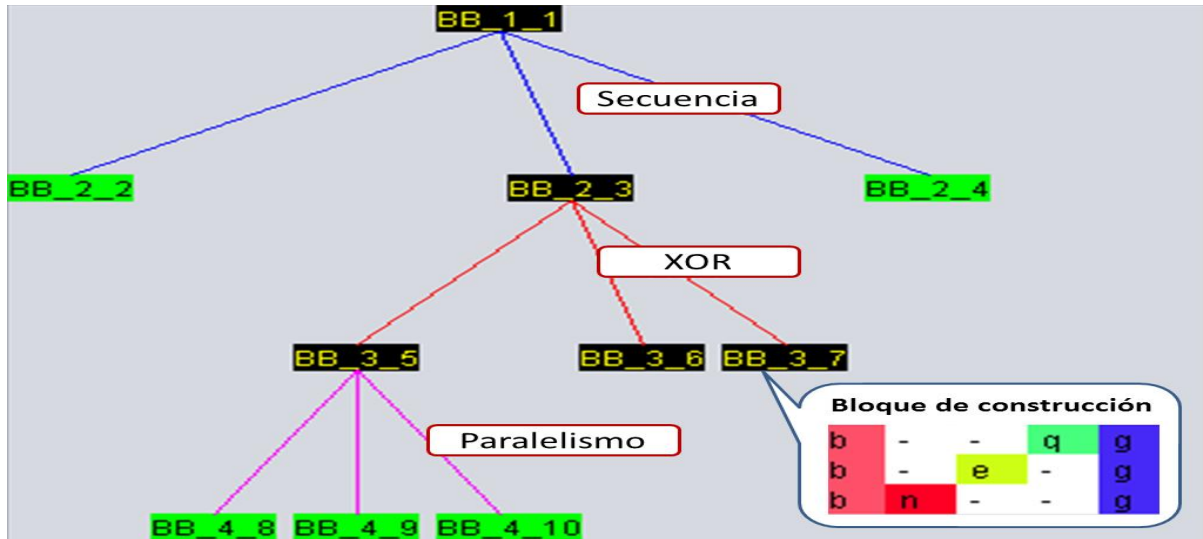 BB_1_1
Secuencia
BB_2_2 BB_2_3 BB_2_4
XOR
BB_3_5 BB_3_6 BB_3_7
Bloque de construcción
Paralelismo
b - - q g
b - e - g
b n - - g
BB_4_8 BB_4_9 BB_4_10